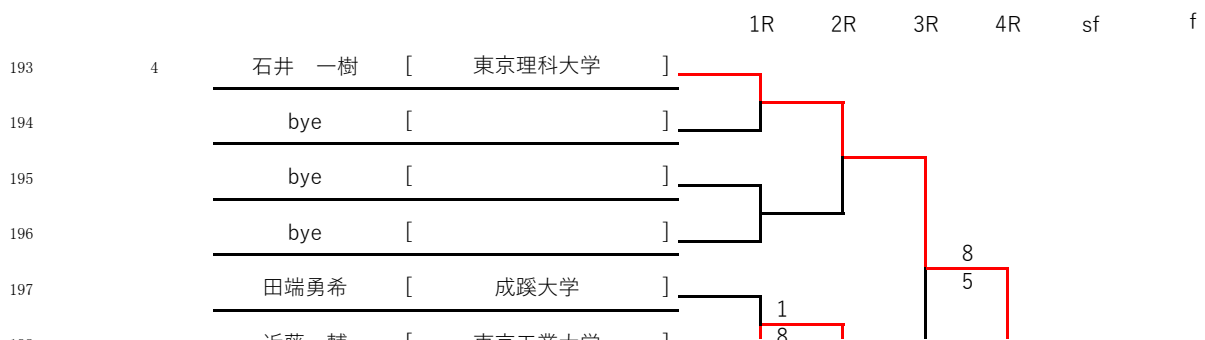 1R 2R 3R 4R sf f
193 4 石井　一樹 [ 東京理科大学 ]
194 bye [ ]
195 bye [ ]
196 bye [ ]
8
5
197 田端勇希 [ 成蹊大学 ]
1
8